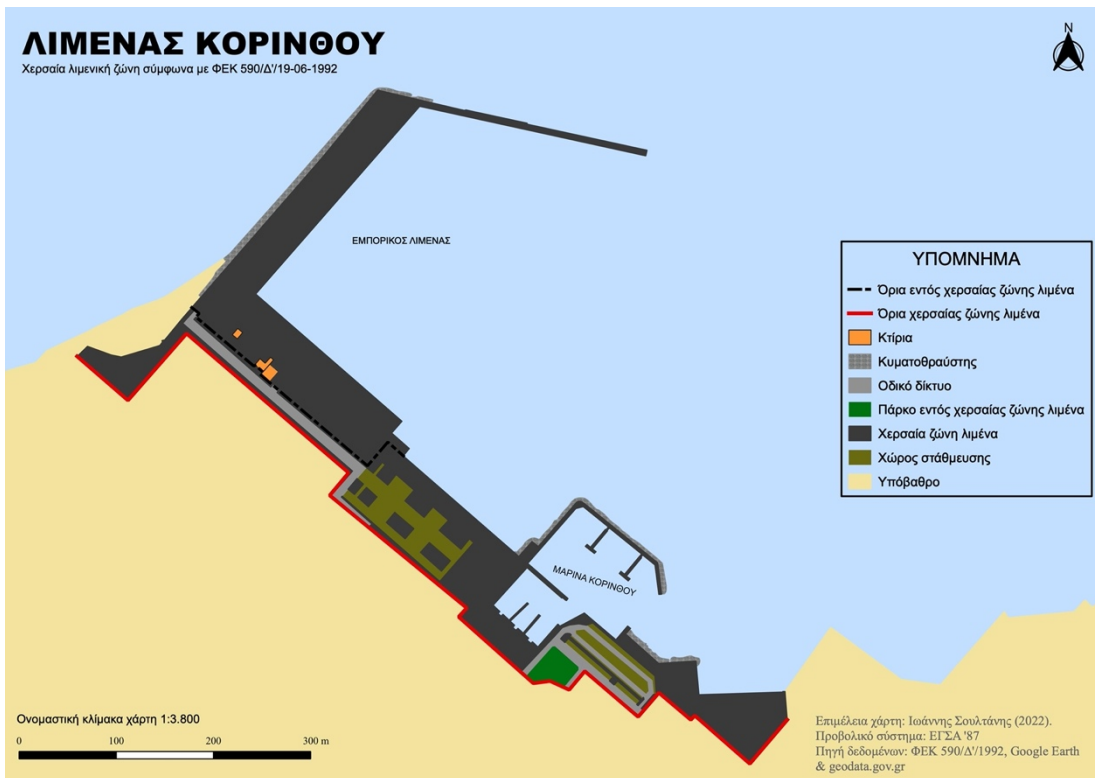 ΛΙΜΕΝΑΣ ΚΟΡΙΝΘΟΥ
Χερσαία λιμενική ζώνη σύμφωνα με ΦΕΚ 590/Δ'/19-06-1992
N
ΕΜΠΟΡΙΚΟΣ ΛΙΜΕΝΑΣ
ΥΠΟΜΝΗΜΑ
Όρια εντός χερσαίας ζώνης λιμένα
Όρια χερσαίας ζώνης λιμένα
Κτίρια
Κυματοθραύστης
Οδικό δίκτυο
Πάρκο εντός χερσαίας ζώνης λιμένα
Χερσαία ζώνη λιμένα
Χώρος στάθμευσης
Υπόβαθρο
ΜΑΡΙΝΑ ΚΟΡΙΝΘΟΥ
Ονομαστική κλίμακα χάρτη 1:3.800
0 100 200 300 m
Επιμέλεια χάρτη: Ιωάννης Σουλτάνης (2022).
Προβολικό σύστημα: ΕΓΣΑ '87
Πηγή δεδομένων: ΦΕΚ 590/Δ'/1992, Google Earth
& geodata.gov.gr